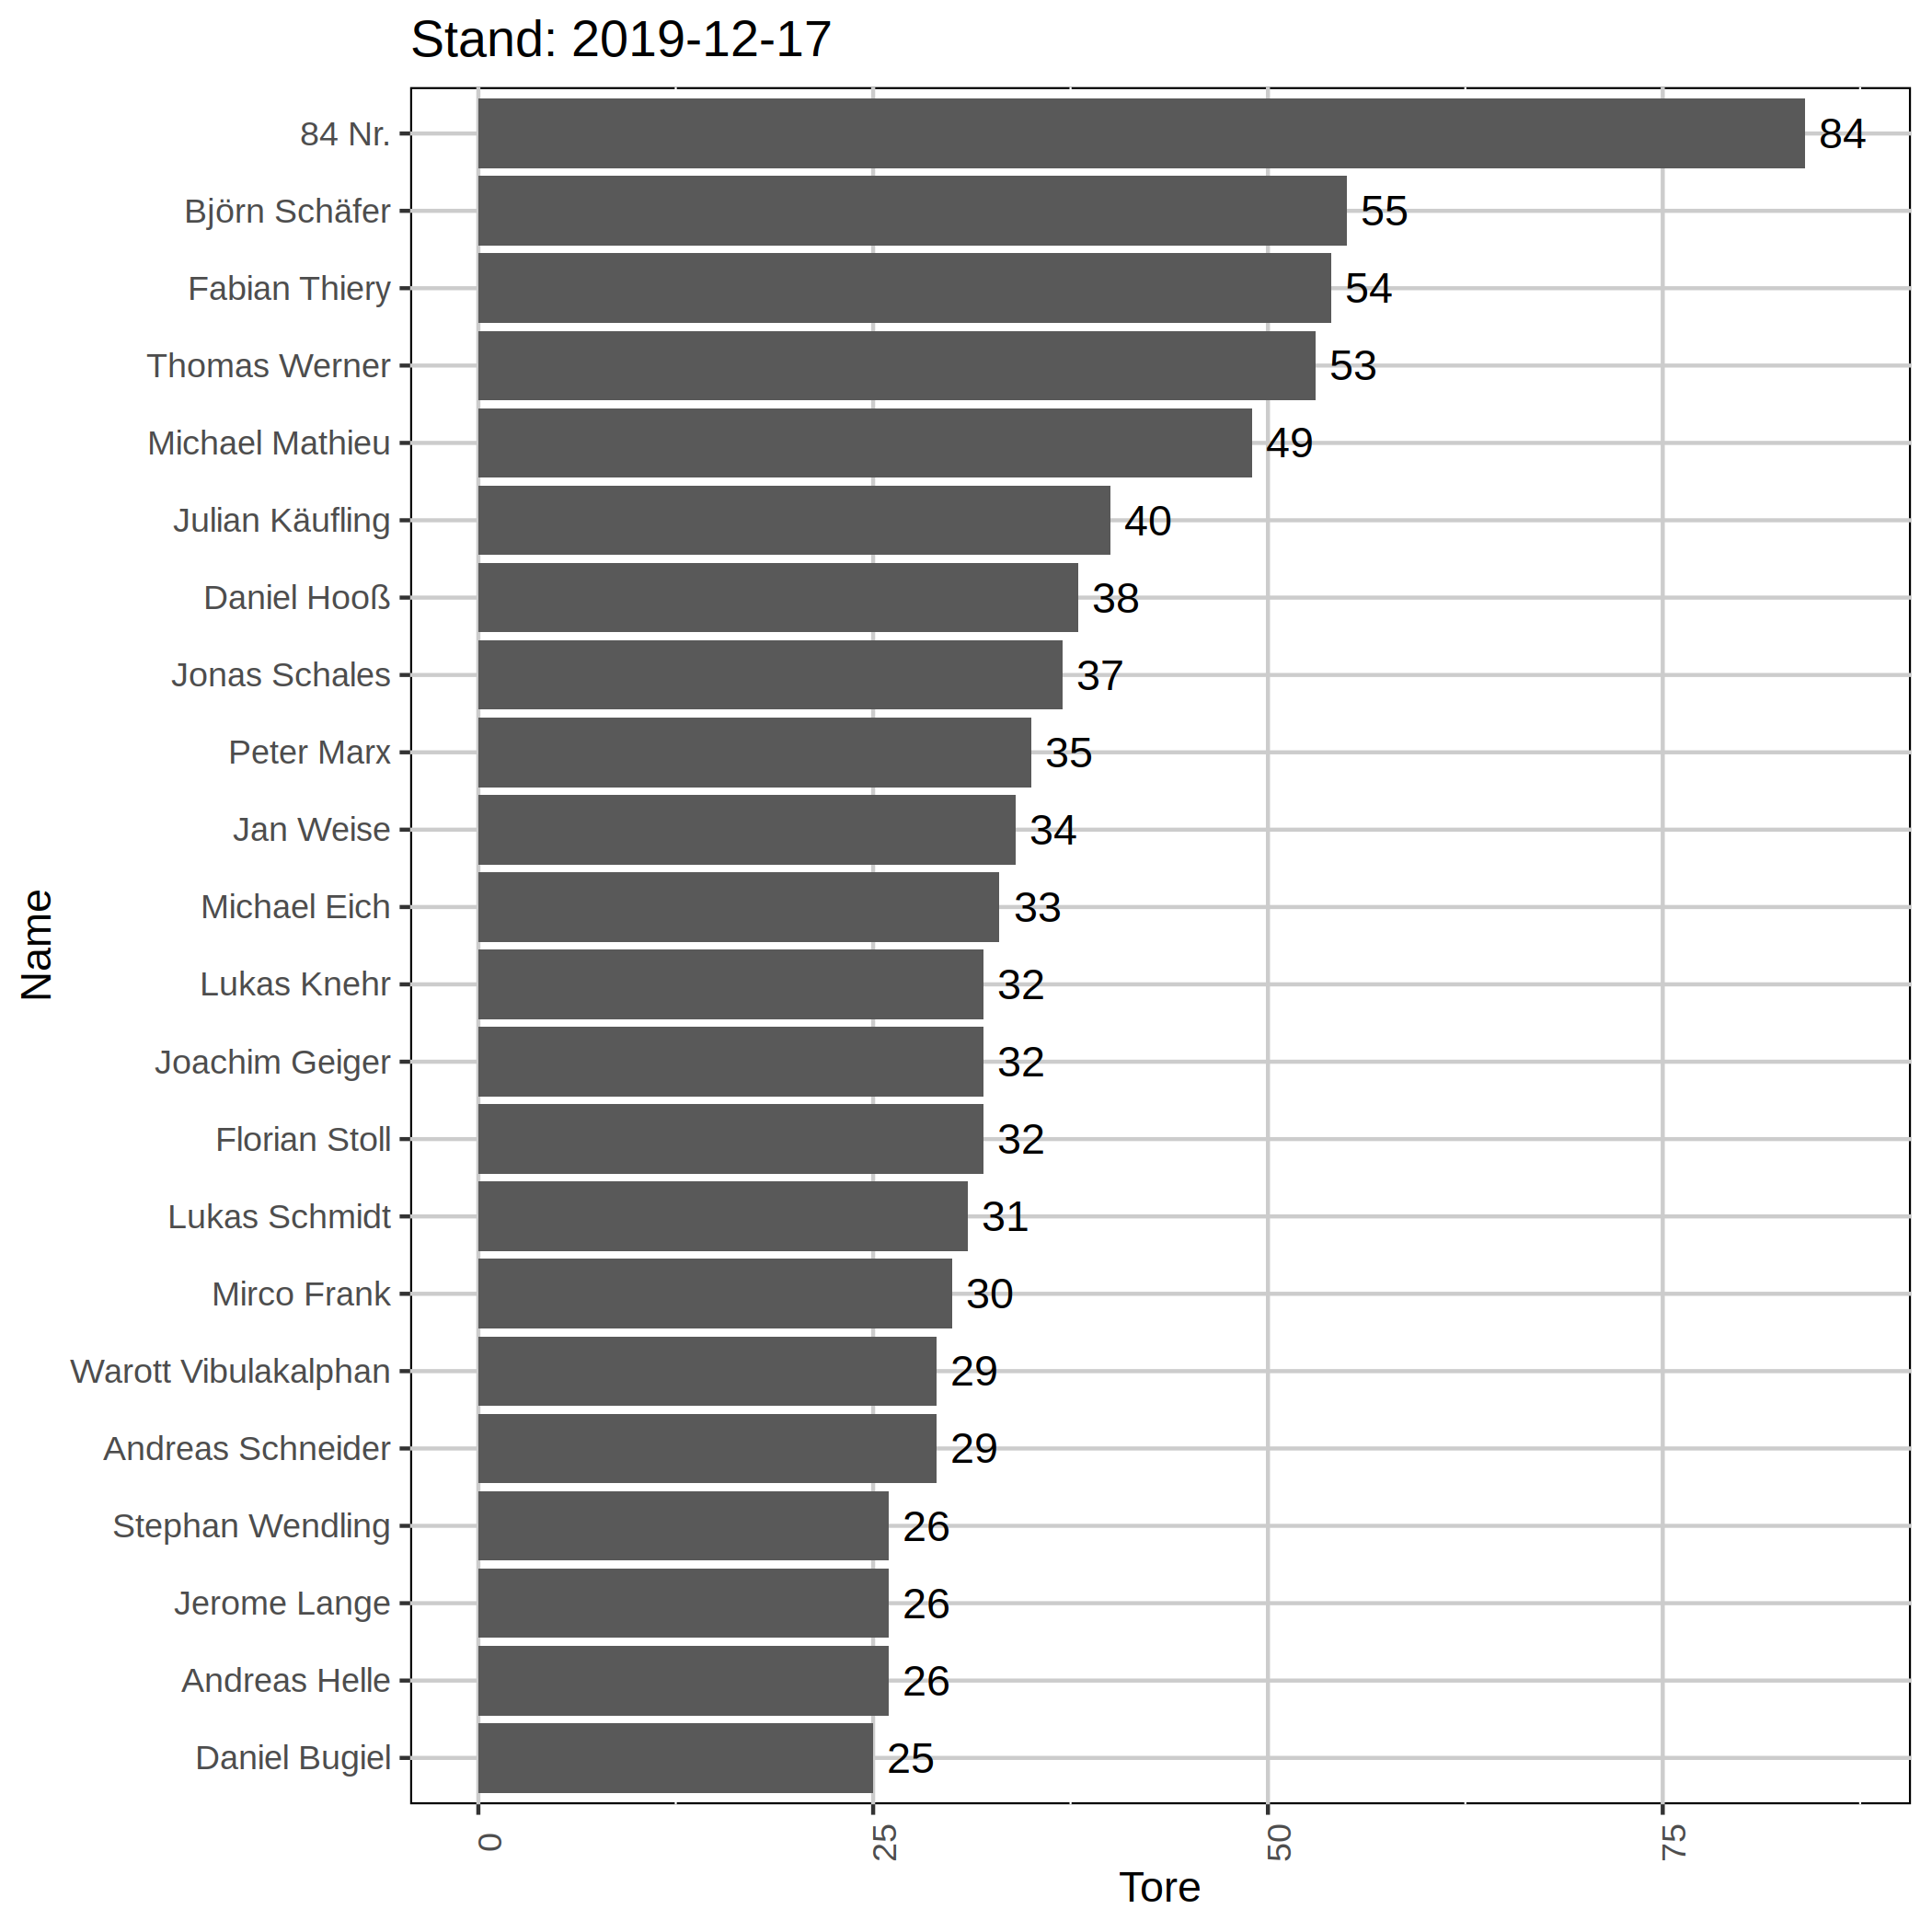 Stand: 2019-12-17
84 Nr. 84
Björn Schäfer 55
Fabian Thiery 54
Thomas Werner 53
Michael Mathieu 49
Julian Käufling 40
Daniel Hooß 38
Jonas Schales 37
Peter Marx 35
Jan Weise 34
Michael Eich 33
Lukas Knehr 32
Joachim Geiger 32
Florian Stoll 32
Lukas Schmidt 31
Mirco Frank 30
Warott Vibulakalphan 29
Andreas Schneider 29
Stephan Wendling 26
Jerome Lange 26
Andreas Helle 26
Daniel Bugiel 25
Name
0 25 50 75
Tore